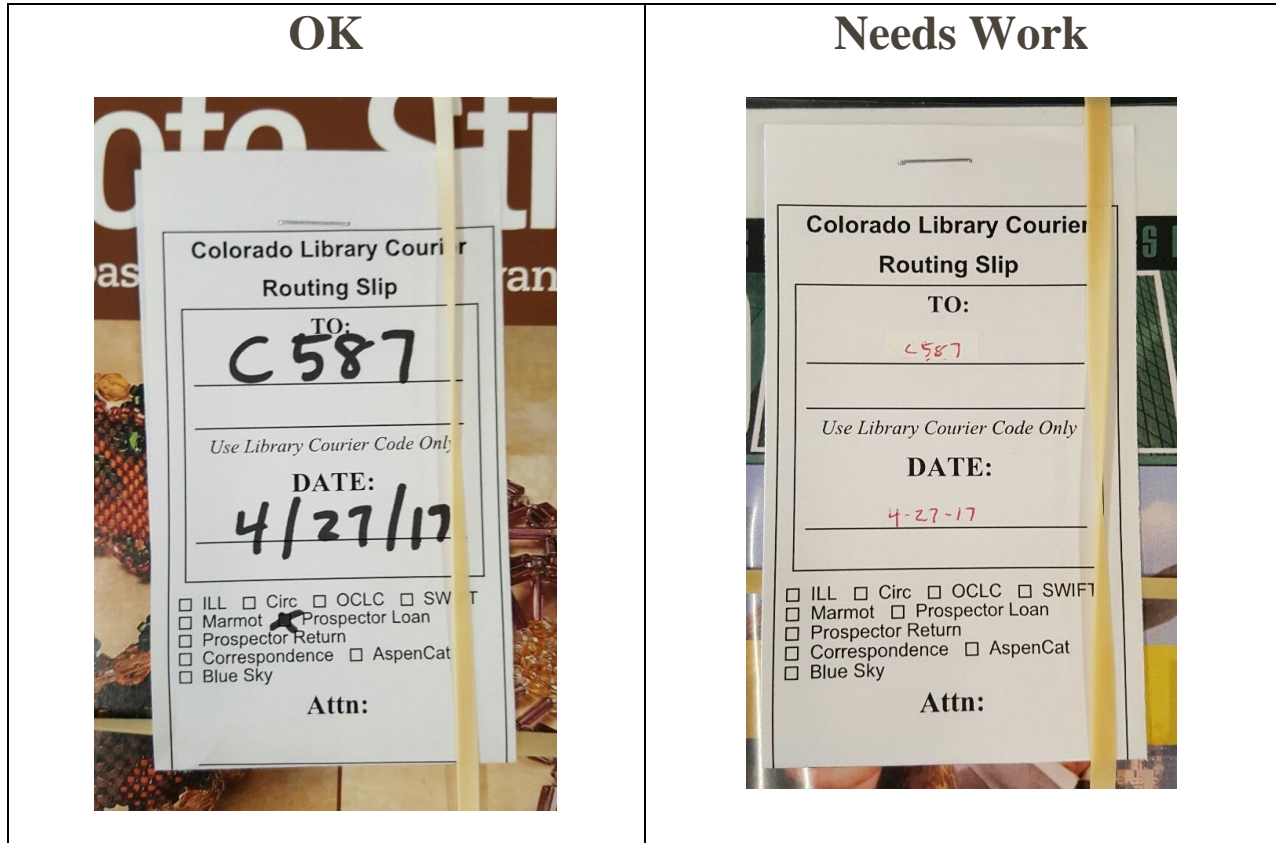 OK
Needs Work
Colorado Library Courier
Routing Slip
TO:
C587
Use Library Courier Code Only
DATE:
4/27/17
☐ ILL ☐ Circ ☐ OCLC ☐ SWIFT
☐ Marmot ☒ Prospector Loan
☐ Prospector Return
☐ Correspondence ☐ AspenCat
☐ Blue Sky
Attn:
Colorado Library Courier
Routing Slip
TO:
C587
Use Library Courier Code Only
DATE:
4-27-17
☐ ILL ☐ Circ ☐ OCLC ☐ SWIFT
☐ Marmot ☐ Prospector Loan
☐ Prospector Return
☐ Correspondence ☐ AspenCat
☐ Blue Sky
Attn: